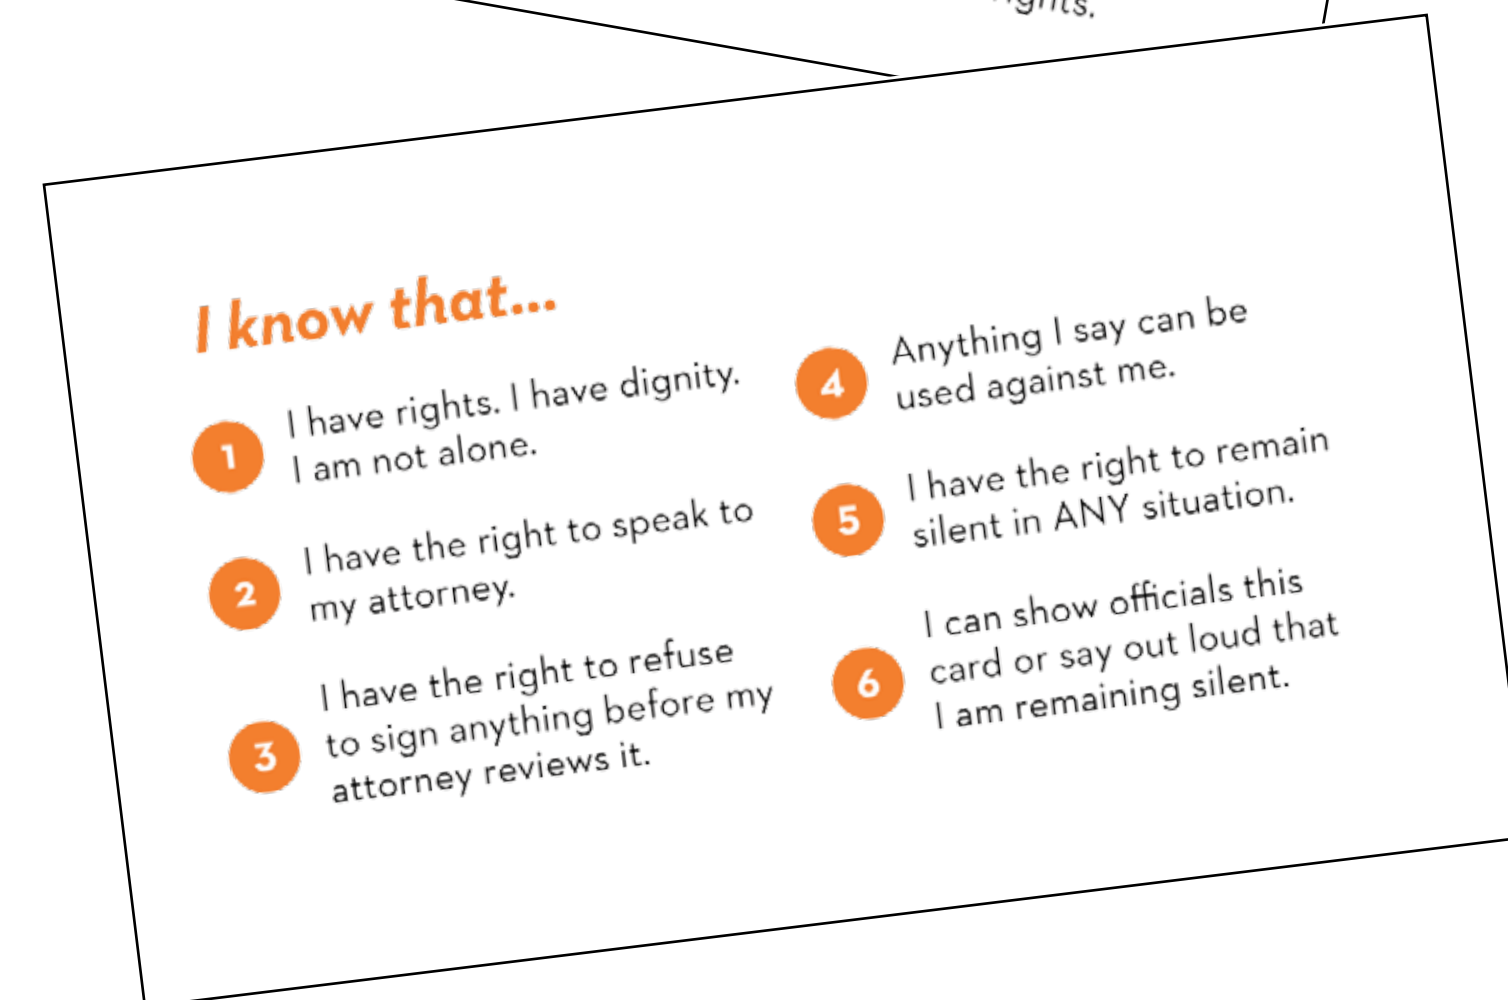 I know that...
1
I have rights. I have dignity.
I am not alone.
2
I have the right to speak to
my attorney.
3
I have the right to refuse
to sign anything before my
attorney reviews it.
4
Anything I say can be
used against me.
5
I have the right to remain
silent in ANY situation.
6
I can show officials this
card or say out loud that
I am remaining silent.